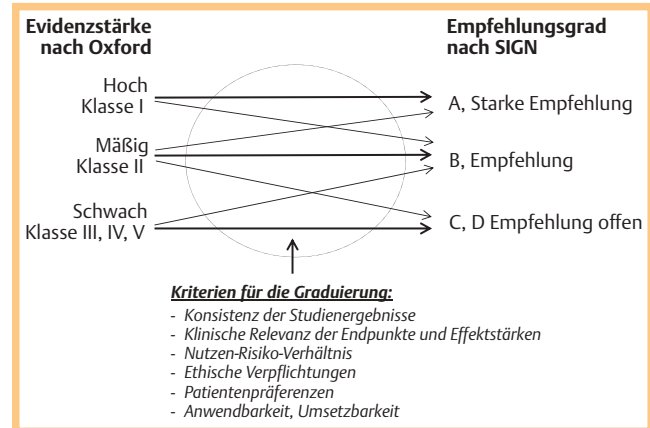 Evidenzstärke
nach Oxford
Empfehlungsgrad
nach SIGN
Hoch
Klasse I
A, Starke Empfehlung
Mäßig
Klasse II
B, Empfehlung
Schwach
Klasse III, IV, V
C, D Empfehlung offen
Kriterien für die Graduierung:
- Konsistenz der Studienergebnisse
- Klinische Relevanz der Endpunkte und Effektstärken
- Nutzen-Risiko-Verhältnis
- Ethische Verpflichtungen
- Patientenpräferenzen
- Anwendbarkeit, Umsetzbarkeit